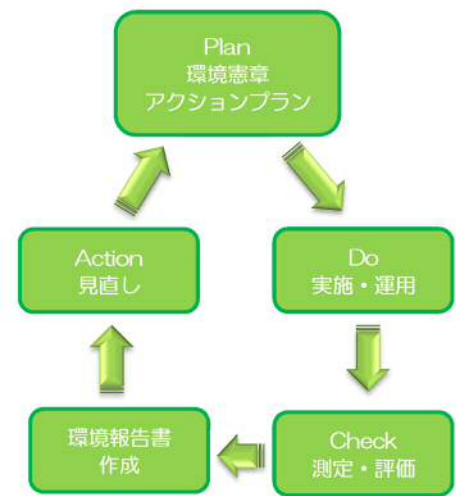 Plan
環境憲章
アクションプラン
Do
実施・運用
Check
測定・評価
環境報告書
作成
Action
見直し